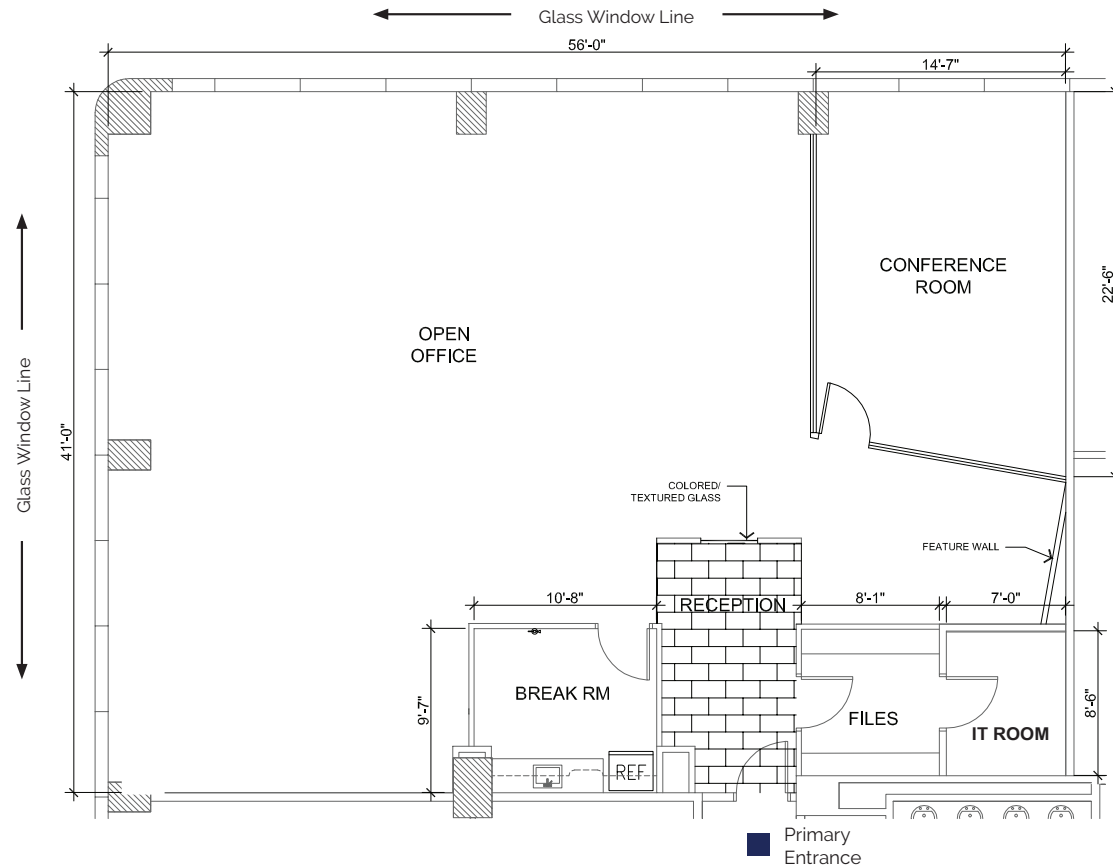 Glass Window Line
56'-0"
14'-7"
CONFERENCE
ROOM
22'-6"
OPEN
OFFICE
Glass Window Line
41'-0"
COLORED/
TEXTURED GLASS
FEATURE WALL
10'-8"
RECEPTION
8'-1"
7'-0"
BREAK RM
9'-7"
FILES
IT ROOM
8'-6"
REF
Primary
Entrance